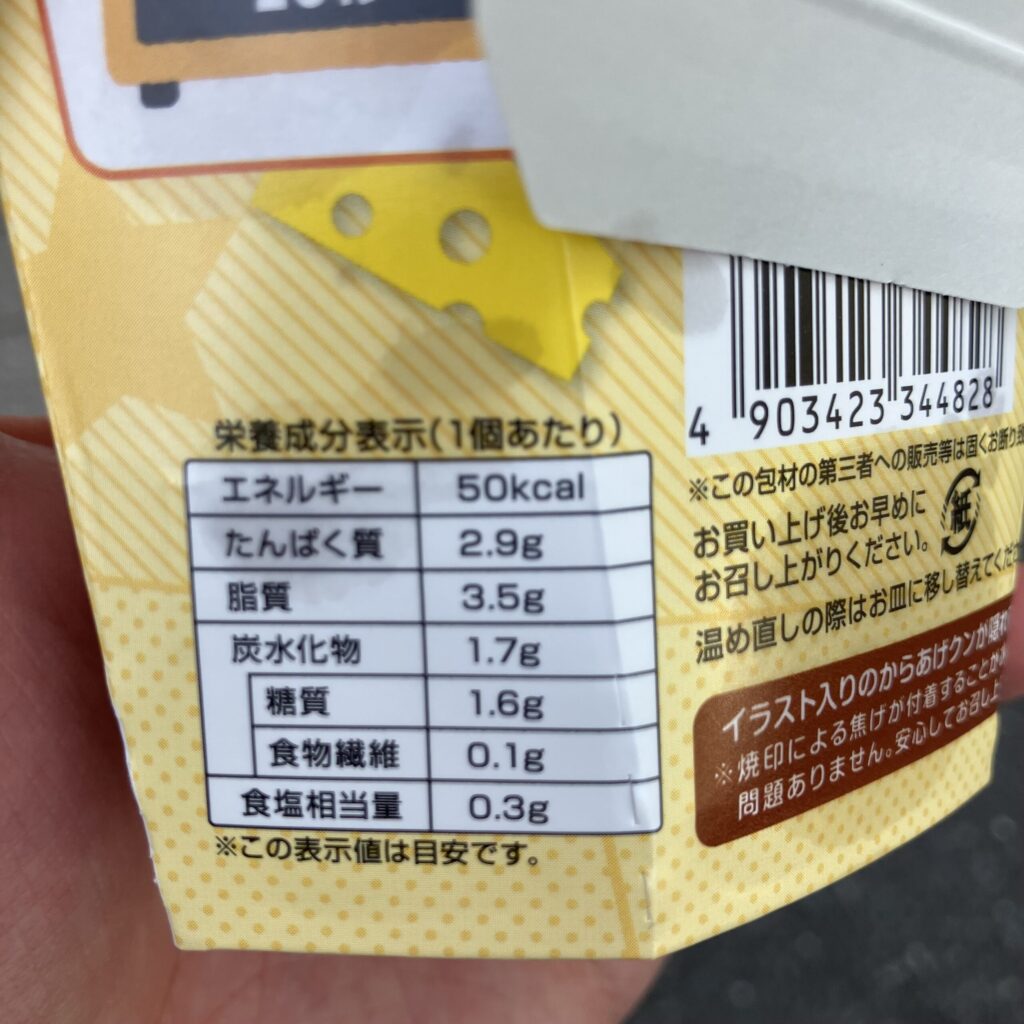 栄養成分表示(1個あたり)
エネルギー 50kcal
たんぱく質 2.9g
脂質 3.5g
炭水化物 1.7g
糖質 1.6g
食物繊維 0.1g
食塩相当量 0.3g
※この表示値は目安です。
4 903423 344828
※この包材の第三者への販売等は固くお断り
お買い上げ後お早めに
お召し上がりください。
紙
温め直しの際はお皿に移し替えてくだ
イラスト入りのからあげクンが隠れ
※焼印による焦げが付着することが
問題ありません。安心してお召し上